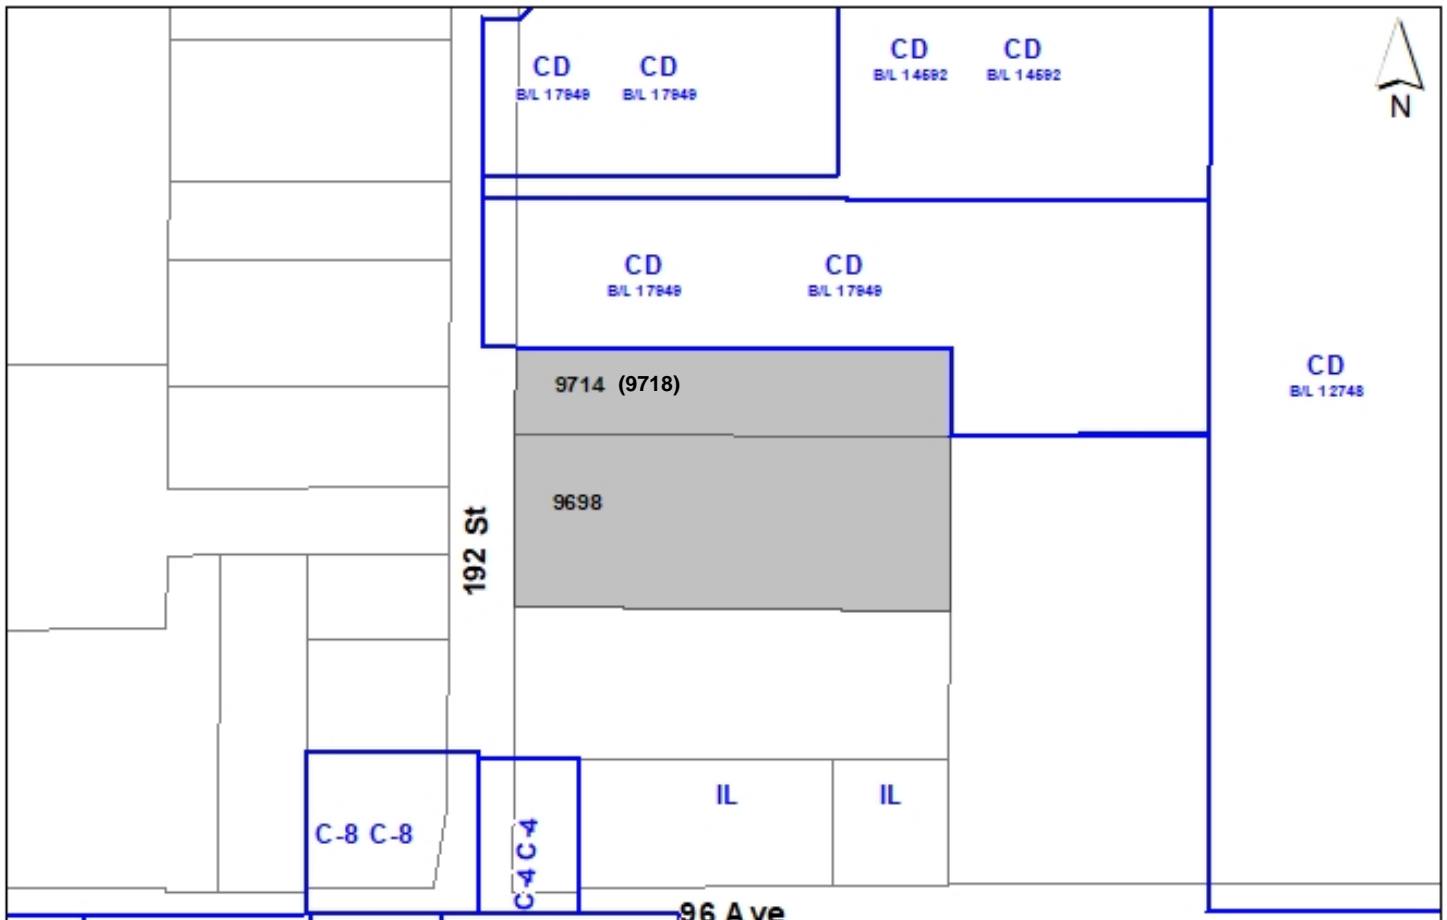 CD CD
B/L 17949 B/L 17949
CD CD
B/L 14592 B/L 14592
N
CD CD
B/L 17949 B/L 17949
CD
B/L 12748
9714 (9718)
9698
192 St
IL IL
C-8 C-8
C-4 C-4
96 Ave